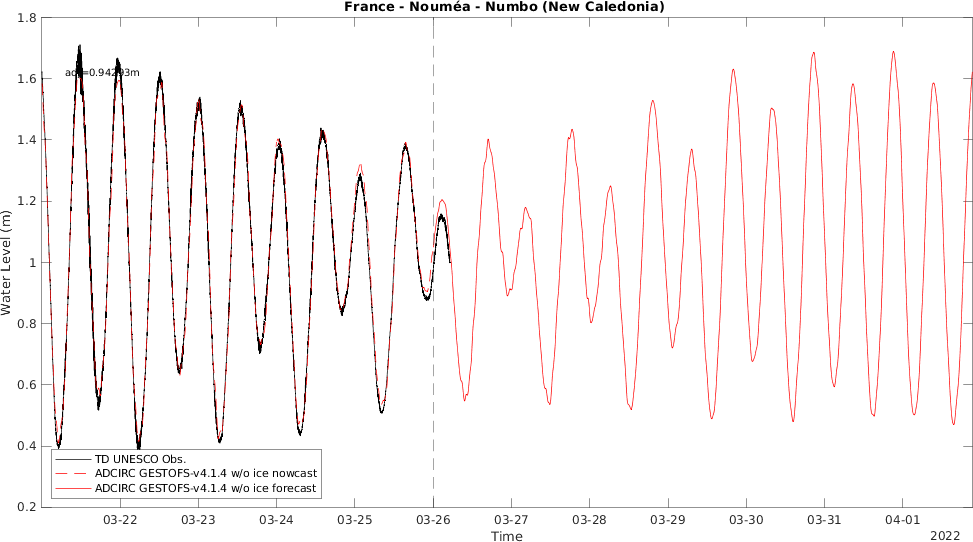 France - Nouméa - Numbo (New Caledonia)
1.8
1.6
1.4
1.2
1
0.8
0.6
0.4
0.2
Water Level (m)
TD UNESCO Obs.
ADCIRC GESTOFS-v4.1.4 w/o ice nowcast
ADCIRC GESTOFS-v4.1.4 w/o ice forecast
03-22 03-23 03-24 03-25 03-26 03-27 03-28 03-29 03-30 03-31 04-01
Time
2022